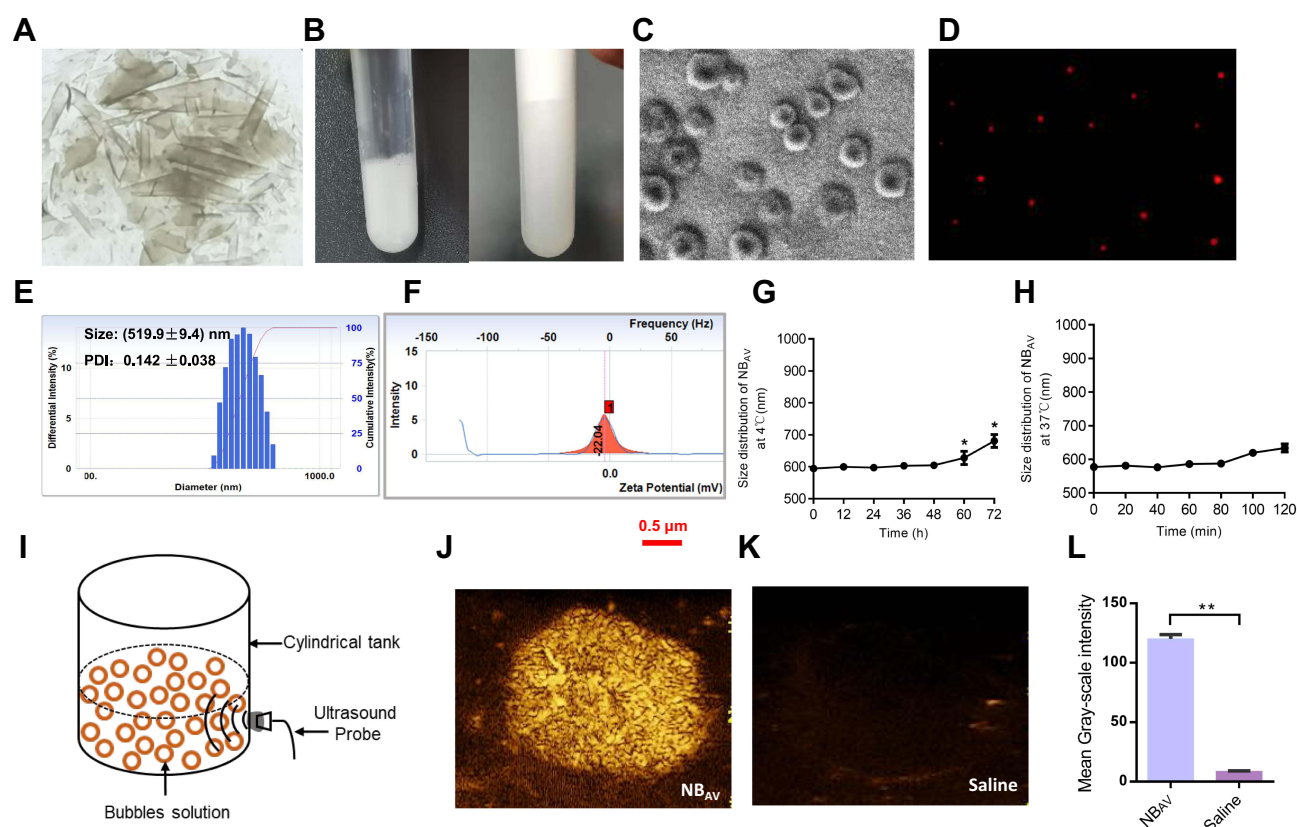 A
B
C
D
E
Size: (519.9±9.4) nm
PDI: 0.142 ±0.038
Differential Intensity (%)
10
5
0
00.
1000.0
Diameter (nm)
100
75
50
25
0
Cumulative Intensity(%)
F
Frequency (Hz)
-150
-100
-50
0
50
15
10
5
0
Intensity
1
-22.04
0.0
Zeta Potential (mV)
G
Size distribution of NBAV
at 4℃ (nm)
1000
900
800
700
600
500
*
*
0
12
24
36
48
60
72
Time (h)
H
Size distribution of NBAV
at 37℃ (nm)
1000
900
800
700
600
500
0
20
40
60
80
100
120
Time (min)
0.5 μm
I
Cylindrical tank
Ultrasound
Probe
Bubbles solution
J
NBAV
K
Saline
L
Mean Gray-scale intensity
150
100
50
0
**
NBAV
Saline